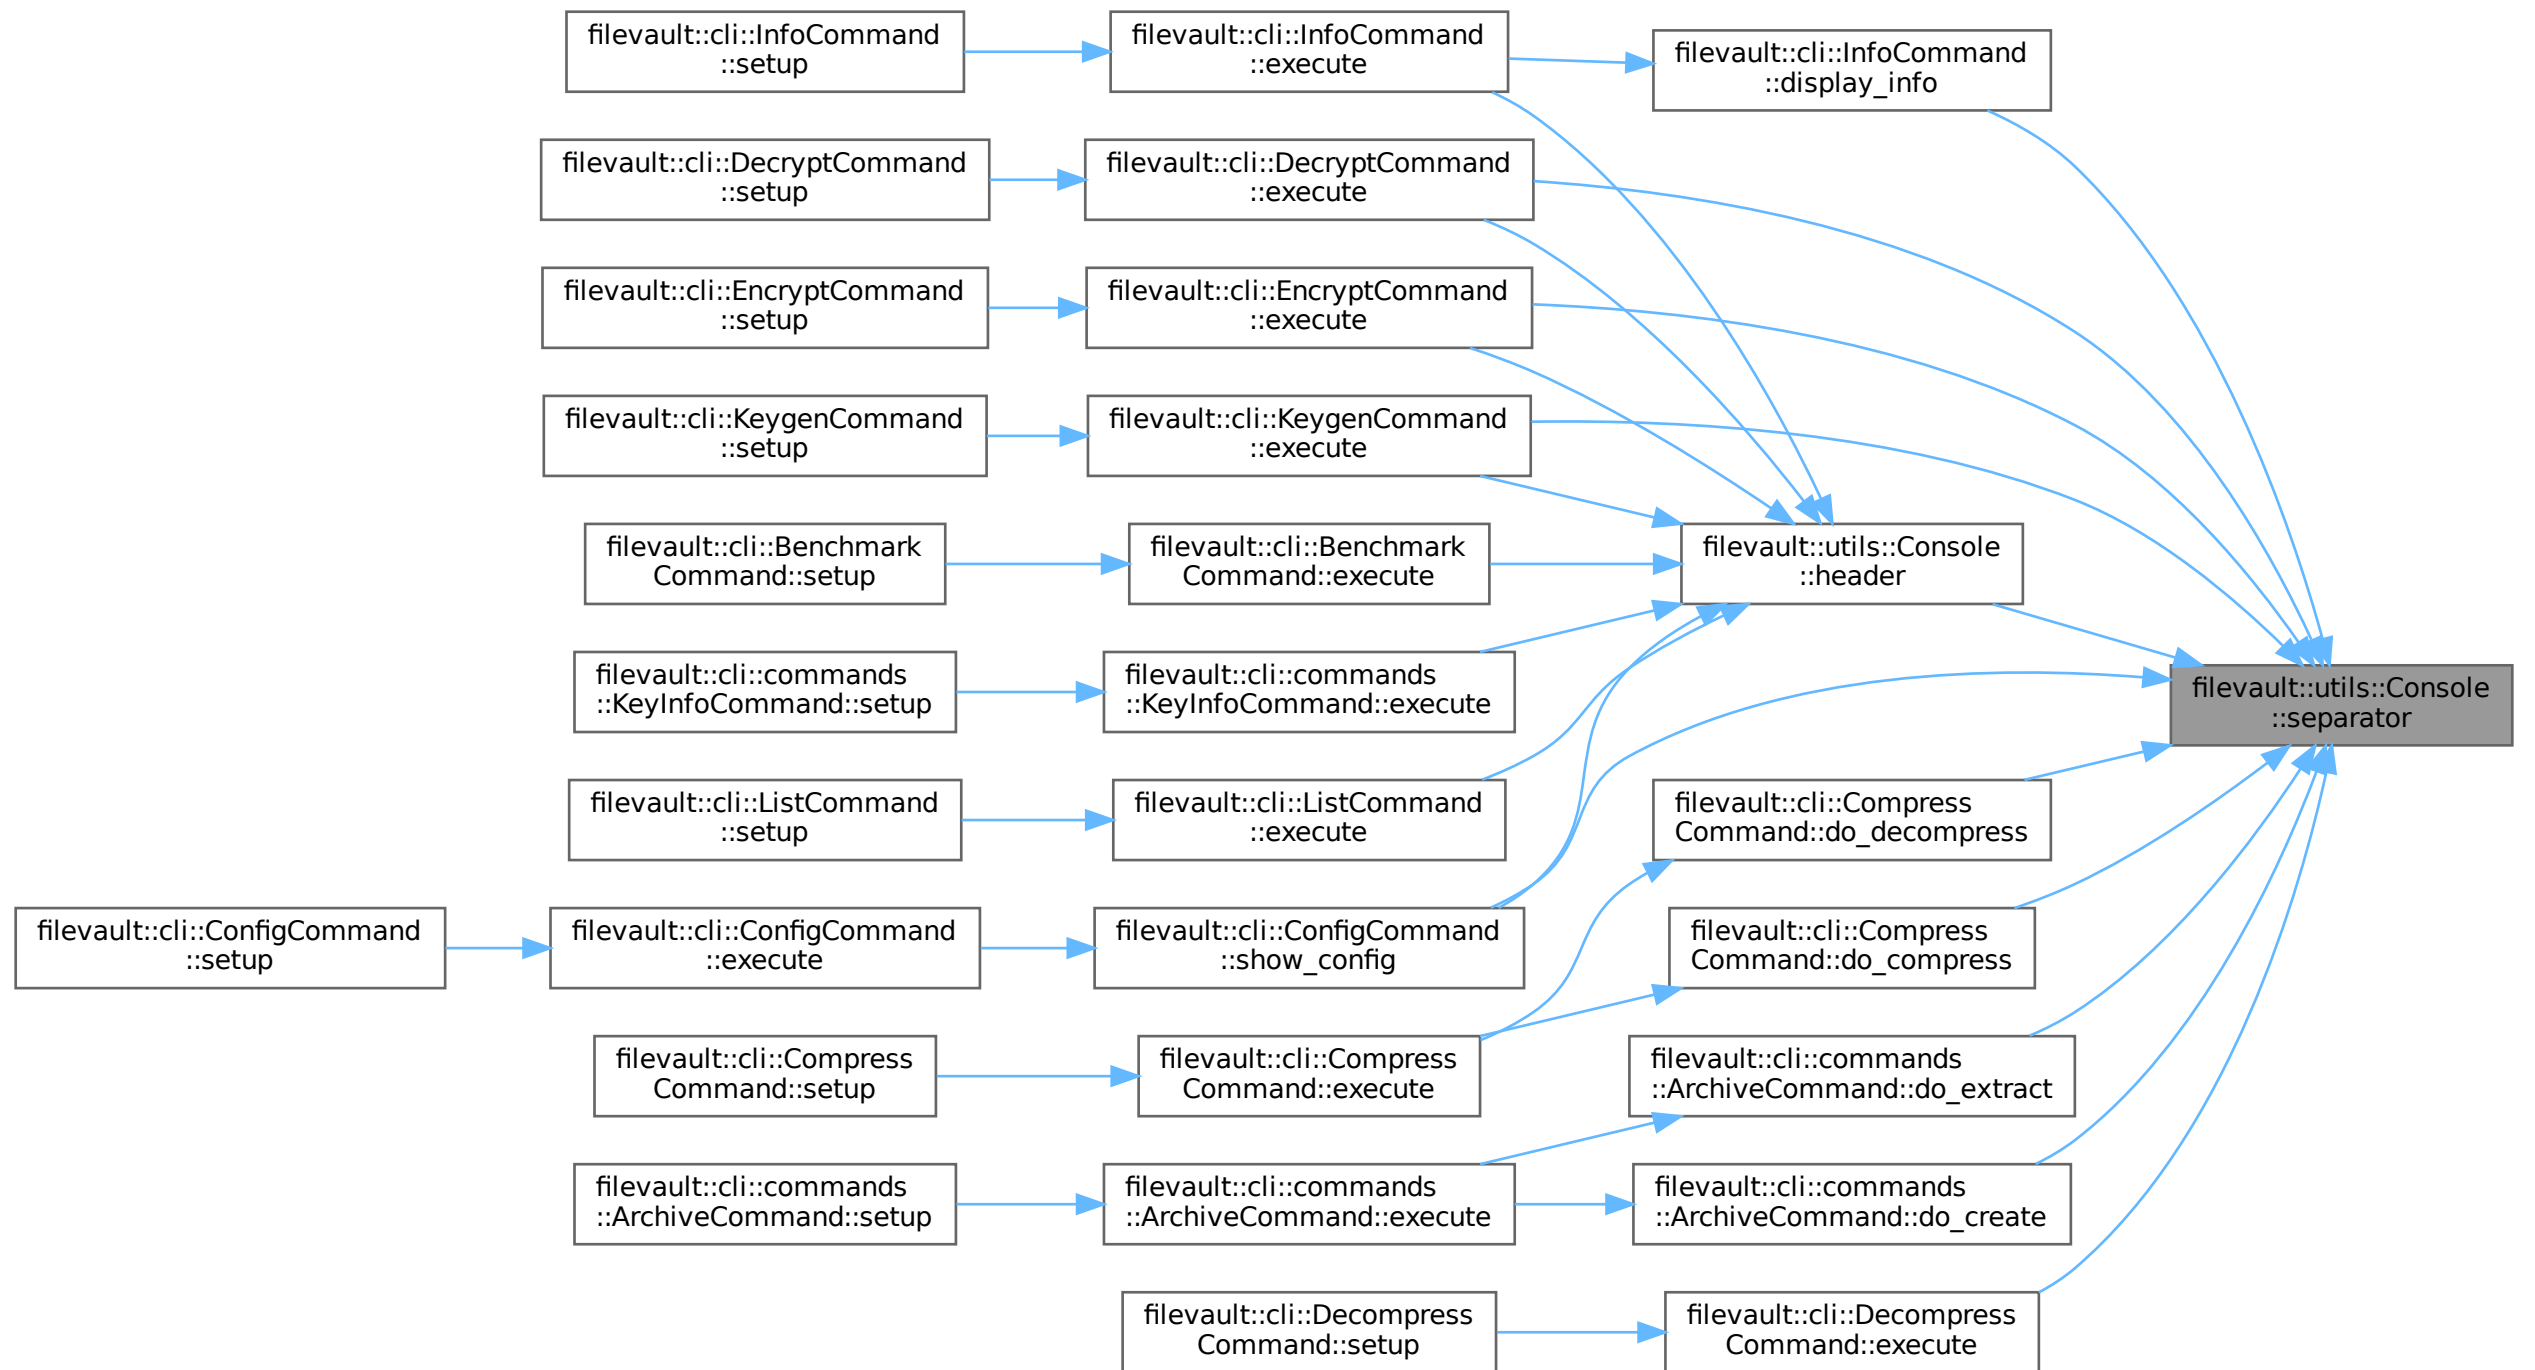 filevault::cli::InfoCommand
::setup
filevault::cli::InfoCommand
::execute
filevault::cli::InfoCommand
::display_info
filevault::cli::DecryptCommand
::setup
filevault::cli::DecryptCommand
::execute
filevault::cli::EncryptCommand
::setup
filevault::cli::EncryptCommand
::execute
filevault::cli::KeygenCommand
::setup
filevault::cli::KeygenCommand
::execute
filevault::cli::Benchmark
Command::setup
filevault::cli::Benchmark
Command::execute
filevault::utils::Console
::header
filevault::cli::commands
::KeyInfoCommand::setup
filevault::cli::commands
::KeyInfoCommand::execute
filevault::utils::Console
::separator
filevault::cli::ListCommand
::setup
filevault::cli::ListCommand
::execute
filevault::cli::Compress
Command::do_decompress
filevault::cli::ConfigCommand
::setup
filevault::cli::ConfigCommand
::execute
filevault::cli::ConfigCommand
::show_config
filevault::cli::Compress
Command::do_compress
filevault::cli::Compress
Command::setup
filevault::cli::Compress
Command::execute
filevault::cli::commands
::ArchiveCommand::do_extract
filevault::cli::commands
::ArchiveCommand::setup
filevault::cli::commands
::ArchiveCommand::execute
filevault::cli::commands
::ArchiveCommand::do_create
filevault::cli::Decompress
Command::setup
filevault::cli::Decompress
Command::execute